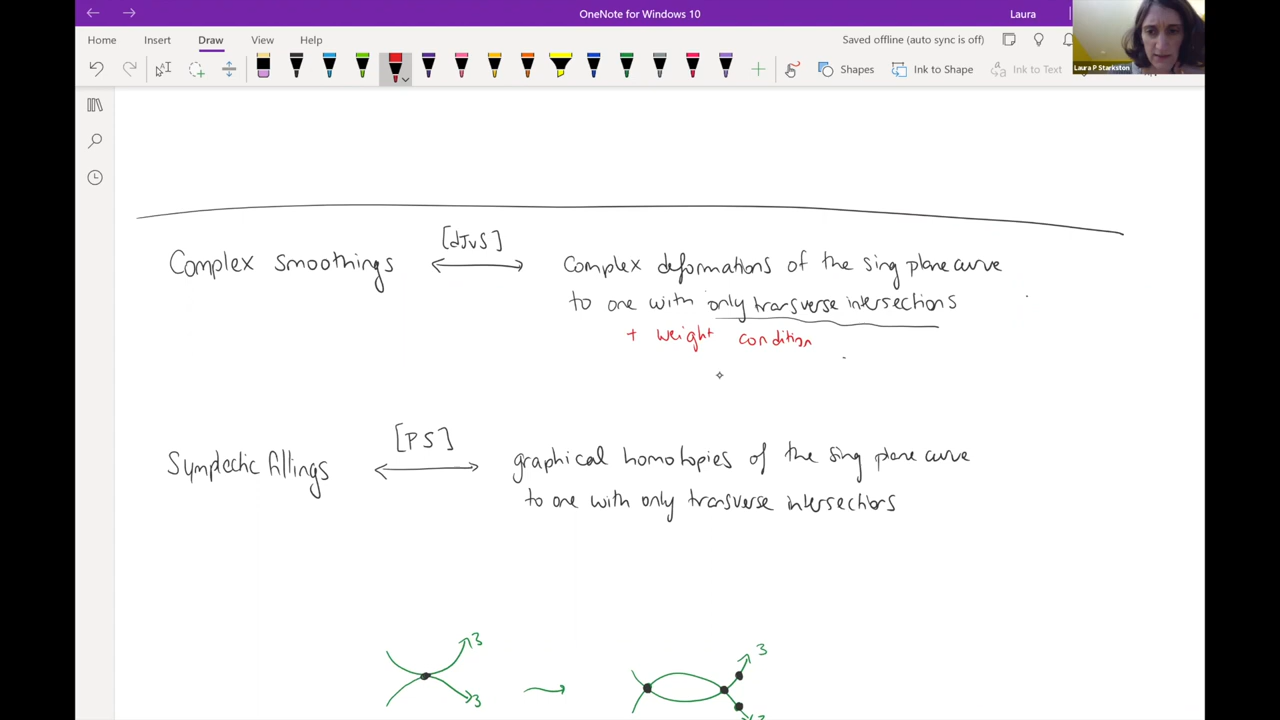 OneNote for Windows 10
Laura
Home Insert Draw View Help
Saved offline (auto sync is off)
Shapes Ink to Shape Ink to Text
Laura P Starkston
[dJvS]
Complex smoothings ⟷ Complex deformations of the sing plane curve
to one with only transverse intersections
+ weight condition
[PS]
Symplectic fillings ⟷ graphical homotopies of the sing plane curve
to one with only transverse intersections
3
3
3